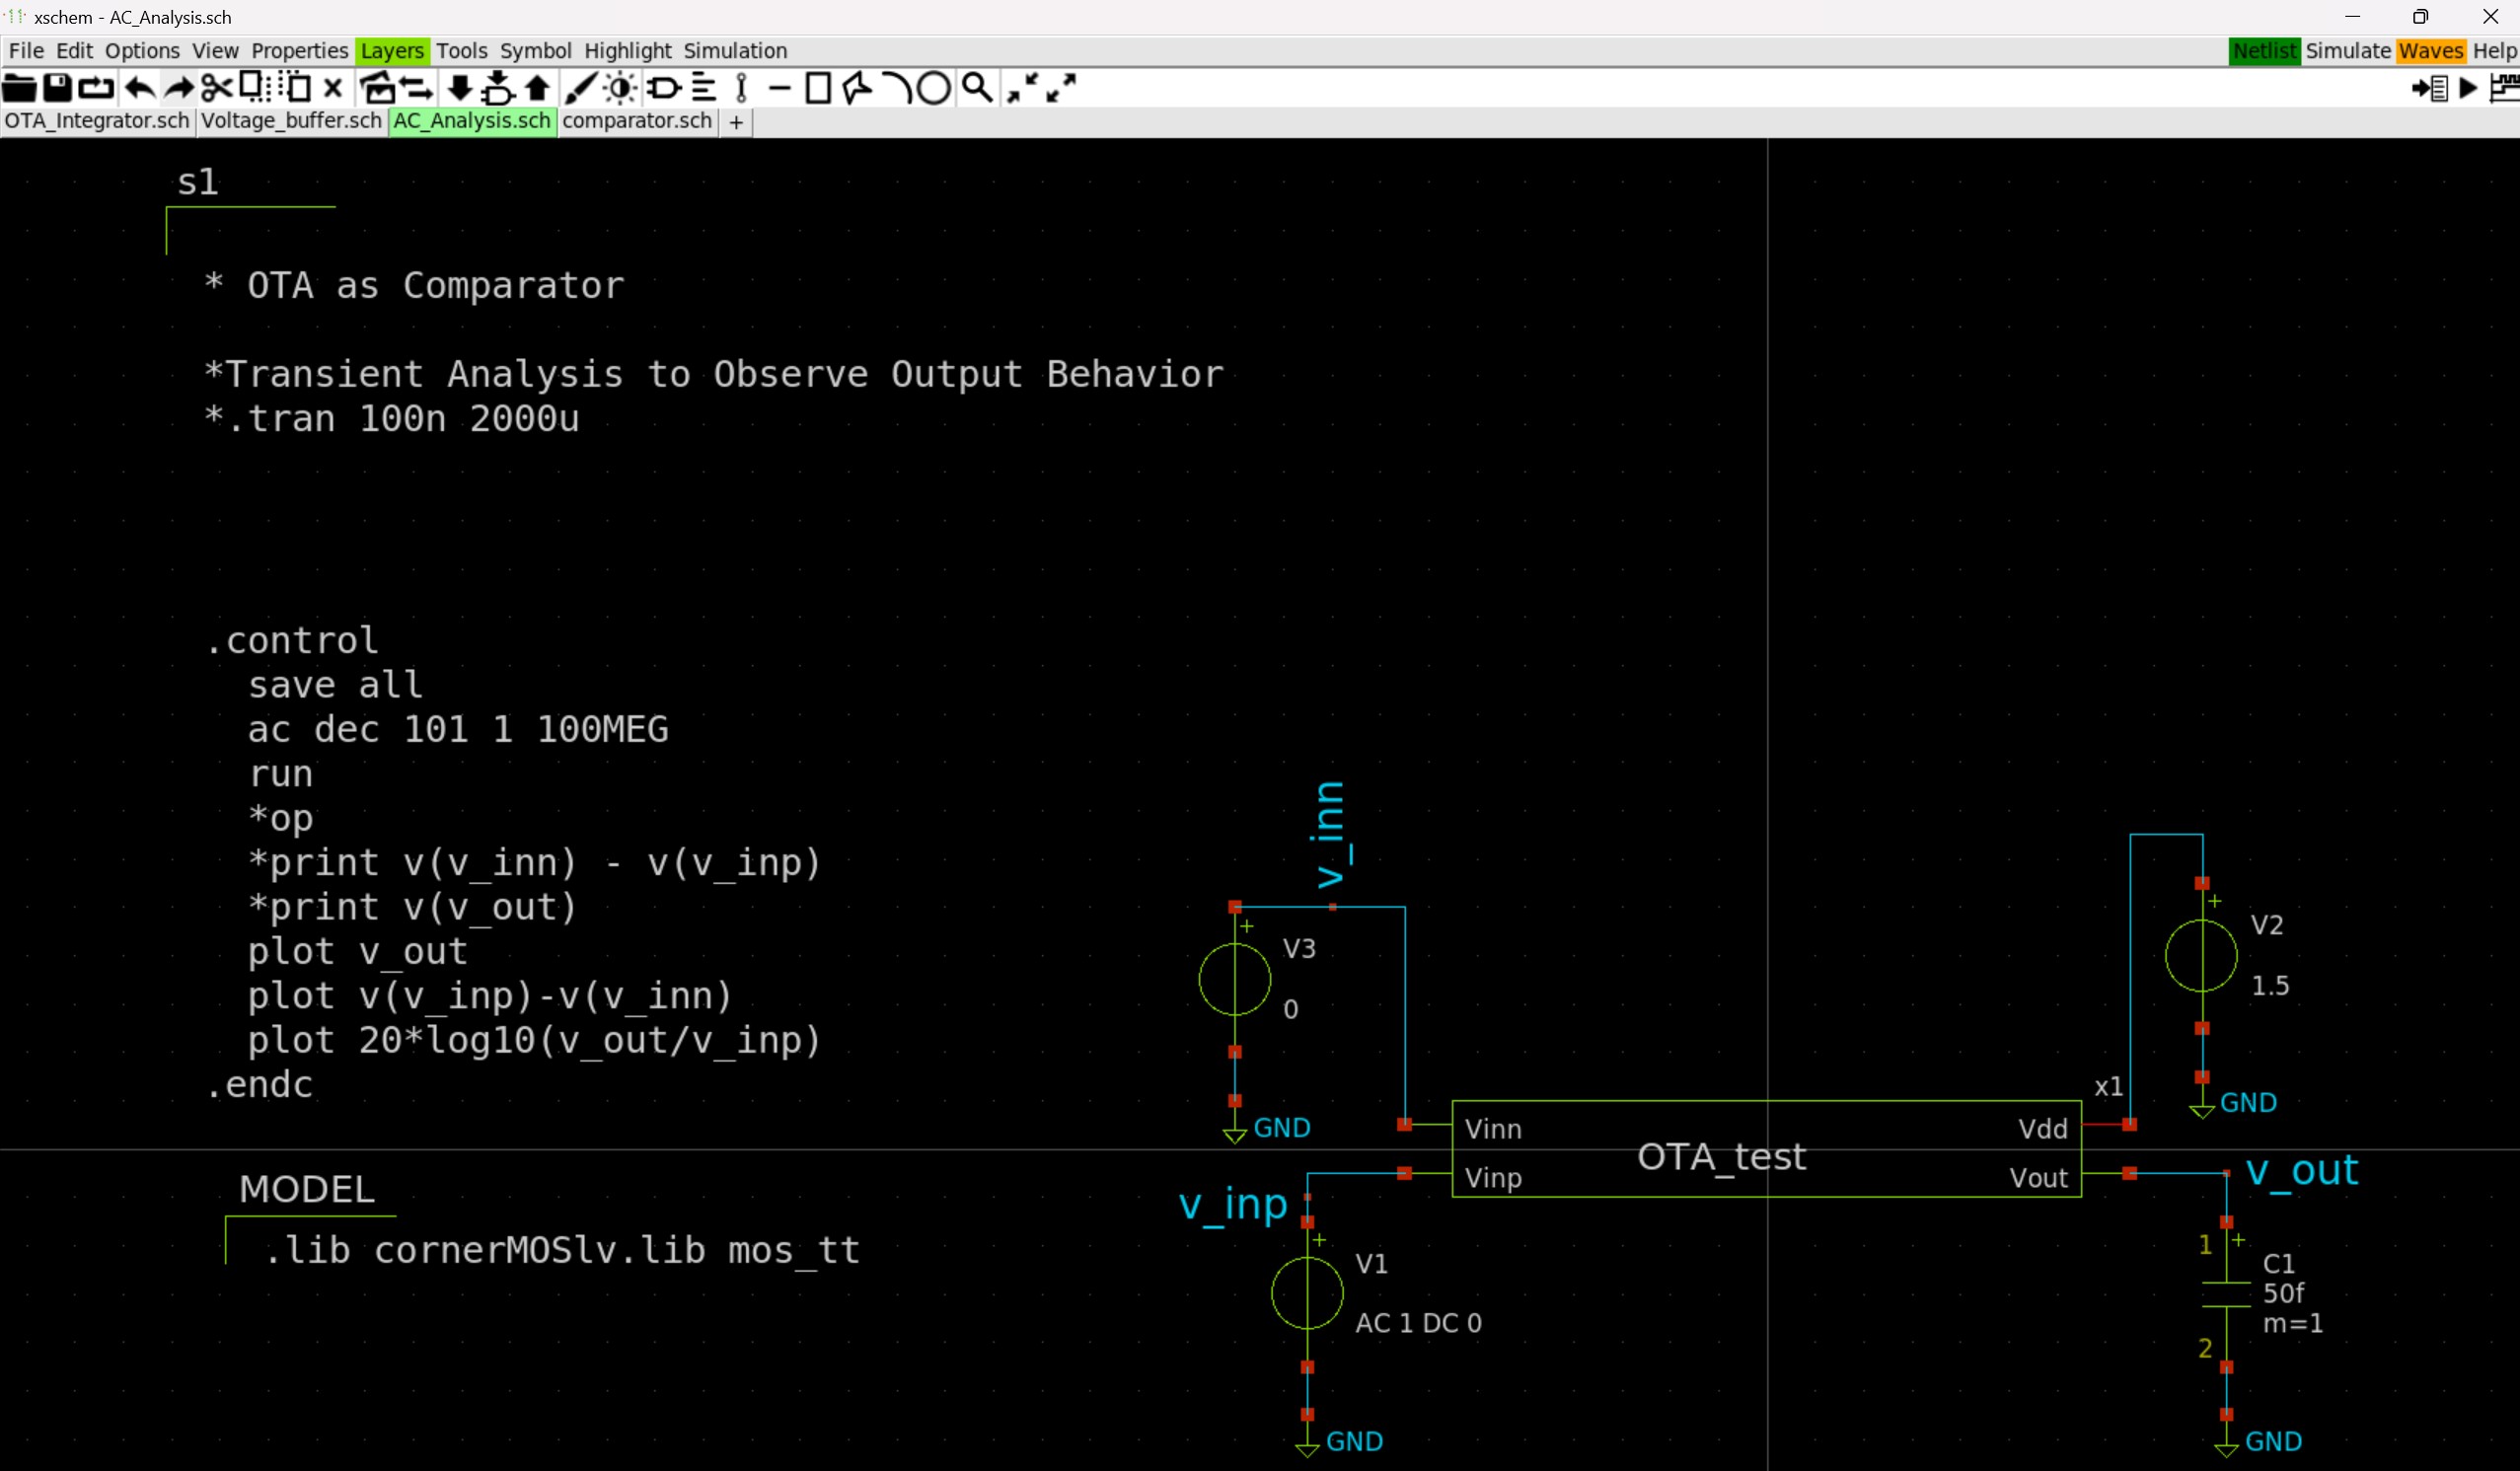 xschem - AC_Analysis.sch
File Edit Options View Properties Layers Tools Symbol Highlight Simulation Netlist Simulate Waves Help
OTA_Integrator.sch Voltage_buffer.sch AC_Analysis.sch comparator.sch +
s1
* OTA as Comparator
*Transient Analysis to Observe Output Behavior
*.tran 100n 2000u
.control
save all
ac dec 101 1 100MEG
run
*op
*print v(v_inn) - v(v_inp)
*print v(v_out)
plot v_out
plot v(v_inp)-v(v_inn)
plot 20*log10(v_out/v_inp)
.endc
MODEL
.lib cornerMOSlv.lib mos_tt
v_inn
+
V3
0
GND
v_inp
+
V1
AC 1 DC 0
GND
x1
Vinn
Vdd
OTA_test
Vinp
Vout
+
V2
1.5
GND
v_out
1
+
C1
50f
m=1
2
GND